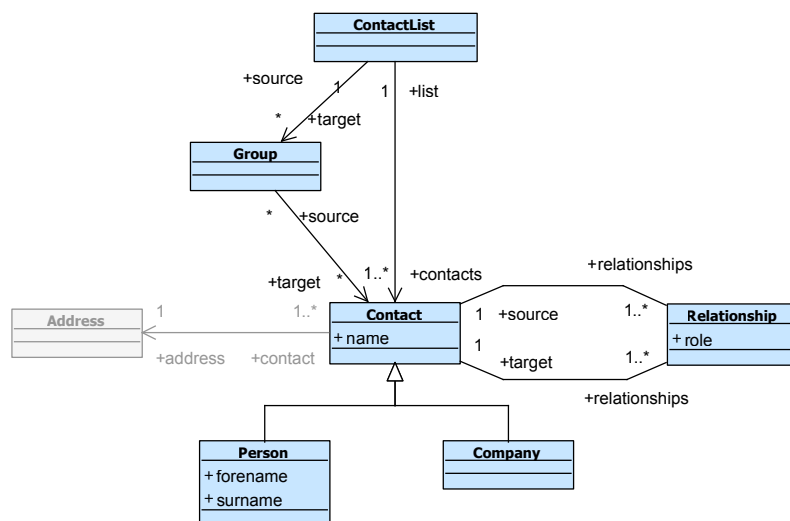 ContactList
+source
1
1
+list
*
+target
Group
*
+source
+target
*
1..*
+contacts
+relationships
Address
1
1..*
+address
+contact
Contact
+ name
1
+source
1..*
1
+target
1..*
+relationships
Relationship
+ role
Person
+ forename
+ surname
Company